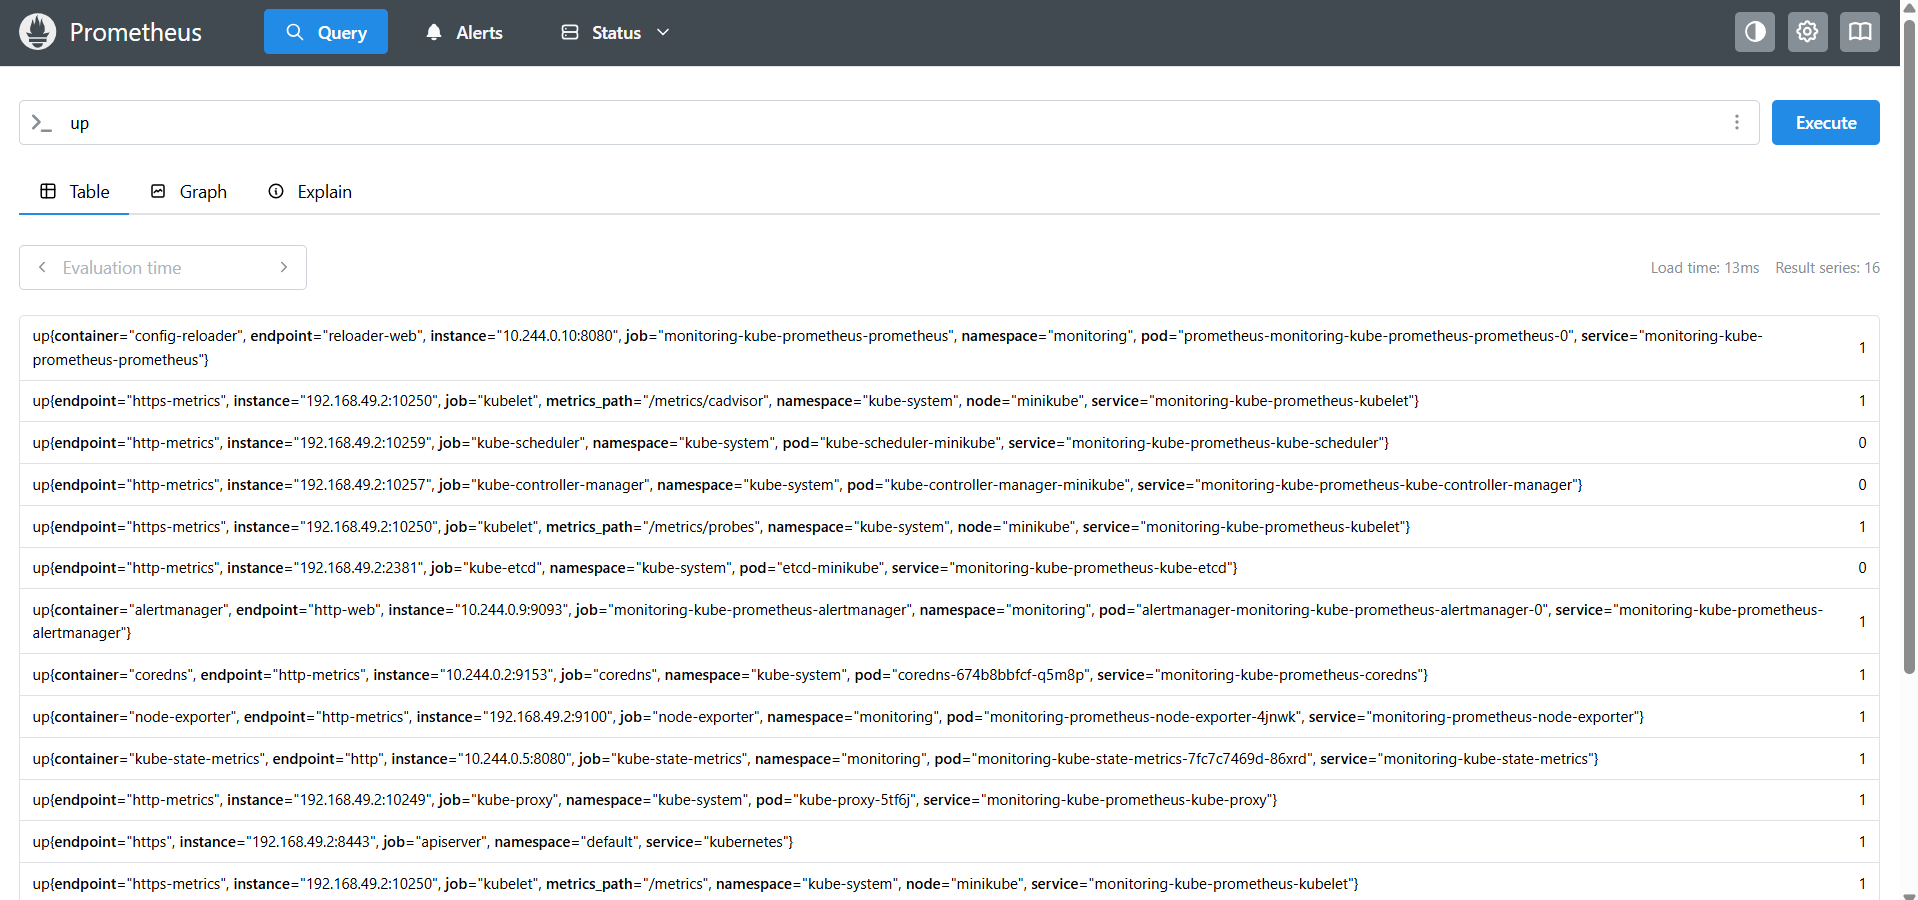 Prometheus Query Alerts Status
up Execute
Table Graph Explain
Evaluation time Load time: 13ms Result series: 16
up{container="config-reloader", endpoint="reloader-web", instance="10.244.0.10:8080", job="monitoring-kube-prometheus-prometheus", namespace="monitoring", pod="prometheus-monitoring-kube-prometheus-prometheus-0", service="monitoring-kube-
prometheus-prometheus"} 1
up{endpoint="https-metrics", instance="192.168.49.2:10250", job="kubelet", metrics_path="/metrics/cadvisor", namespace="kube-system", node="minikube", service="monitoring-kube-prometheus-kubelet"} 1
up{endpoint="http-metrics", instance="192.168.49.2:10259", job="kube-scheduler", namespace="kube-system", pod="kube-scheduler-minikube", service="monitoring-kube-prometheus-kube-scheduler"} 0
up{endpoint="http-metrics", instance="192.168.49.2:10257", job="kube-controller-manager", namespace="kube-system", pod="kube-controller-manager-minikube", service="monitoring-kube-prometheus-kube-controller-manager"} 0
up{endpoint="https-metrics", instance="192.168.49.2:10250", job="kubelet", metrics_path="/metrics/probes", namespace="kube-system", node="minikube", service="monitoring-kube-prometheus-kubelet"} 1
up{endpoint="http-metrics", instance="192.168.49.2:2381", job="kube-etcd", namespace="kube-system", pod="etcd-minikube", service="monitoring-kube-prometheus-kube-etcd"} 0
up{container="alertmanager", endpoint="http-web", instance="10.244.0.9:9093", job="monitoring-kube-prometheus-alertmanager", namespace="monitoring", pod="alertmanager-monitoring-kube-prometheus-alertmanager-0", service="monitoring-kube-prometheus-
alertmanager"} 1
up{container="coredns", endpoint="http-metrics", instance="10.244.0.2:9153", job="coredns", namespace="kube-system", pod="coredns-674b8bbfcf-q5m8p", service="monitoring-kube-prometheus-coredns"} 1
up{container="node-exporter", endpoint="http-metrics", instance="192.168.49.2:9100", job="node-exporter", namespace="monitoring", pod="monitoring-prometheus-node-exporter-4jnwk", service="monitoring-prometheus-node-exporter"} 1
up{container="kube-state-metrics", endpoint="http", instance="10.244.0.5:8080", job="kube-state-metrics", namespace="monitoring", pod="monitoring-kube-state-metrics-7fc7c7469d-86xrd", service="monitoring-kube-state-metrics"} 1
up{endpoint="http-metrics", instance="192.168.49.2:10249", job="kube-proxy", namespace="kube-system", pod="kube-proxy-5tf6j", service="monitoring-kube-prometheus-kube-proxy"} 1
up{endpoint="https", instance="192.168.49.2:8443", job="apiserver", namespace="default", service="kubernetes"} 1
up{endpoint="https-metrics", instance="192.168.49.2:10250", job="kubelet", metrics_path="/metrics", namespace="kube-system", node="minikube", service="monitoring-kube-prometheus-kubelet"} 1